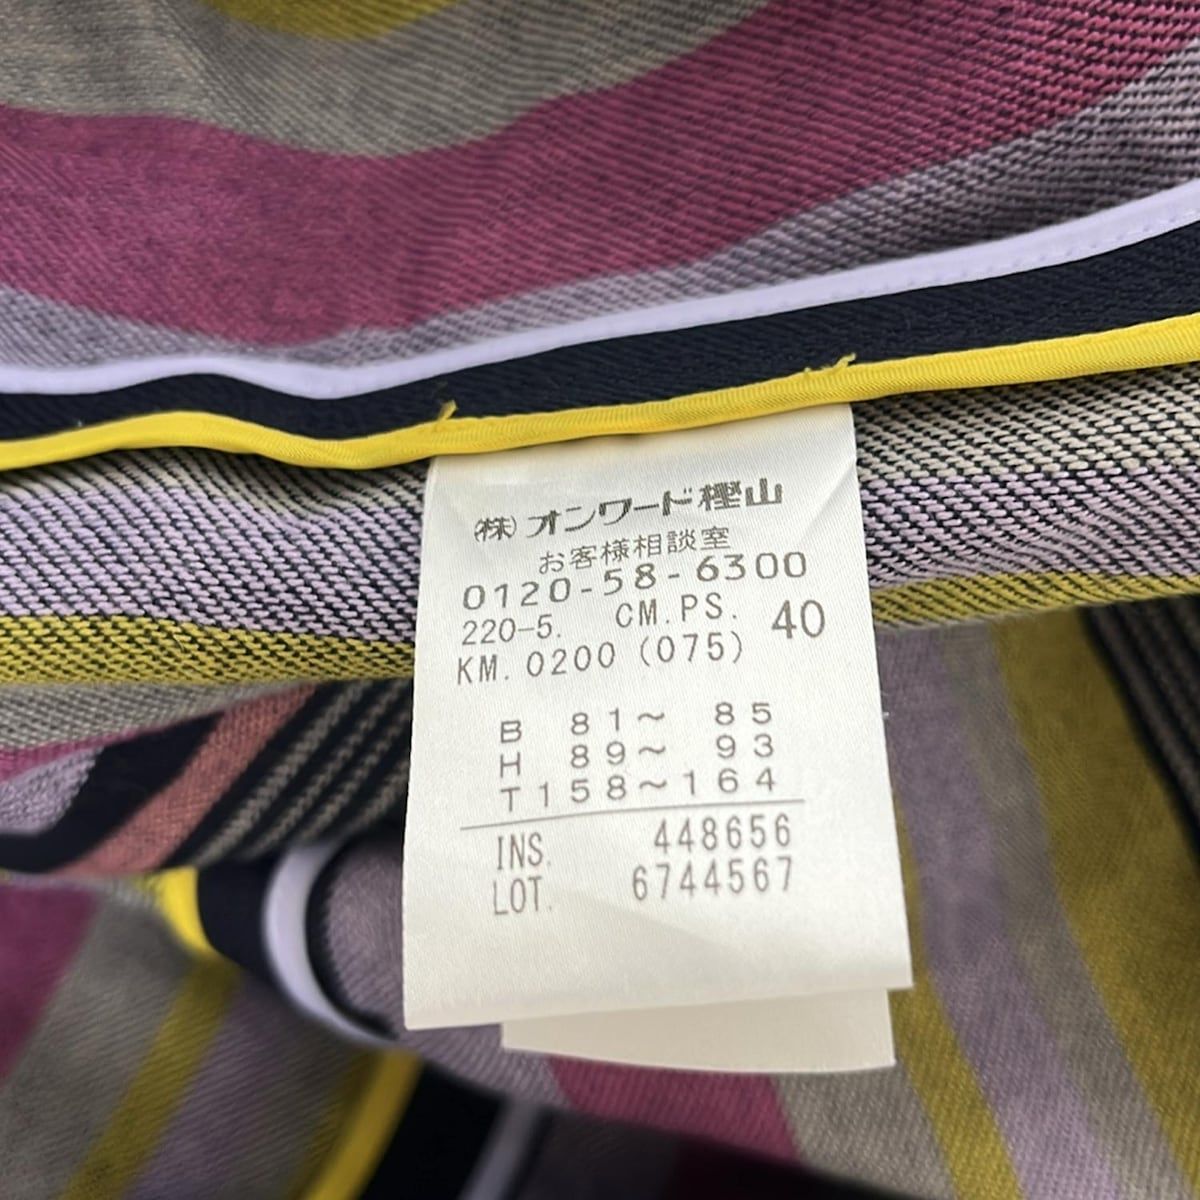 (株)オンワード樫山
お客様相談室
0120-58-6300
220-5. CM.PS. 40
KM. 0200 (075)
B 81～ 85
H 89～ 93
T158～164
INS. 448656
LOT. 6744567